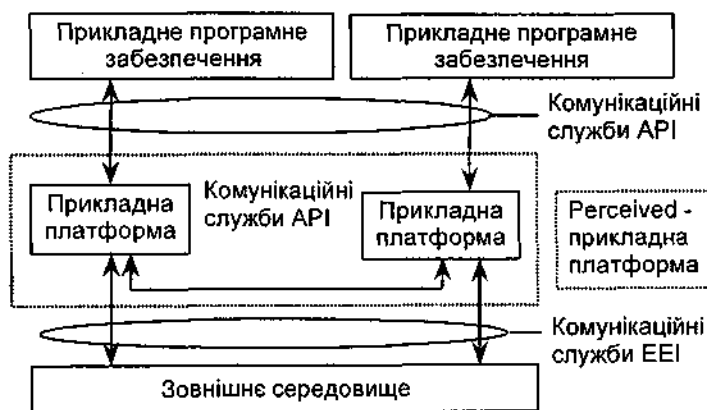 Прикладне програмне
забезпечення
Прикладне програмне
забезпечення
Комунікаційні
служби API
Прикладна
платформа
Комунікаційні
служби API
Прикладна
платформа
Perceived -
прикладна
платформа
Комунікаційні
служби EEI
Зовнішнє середовище